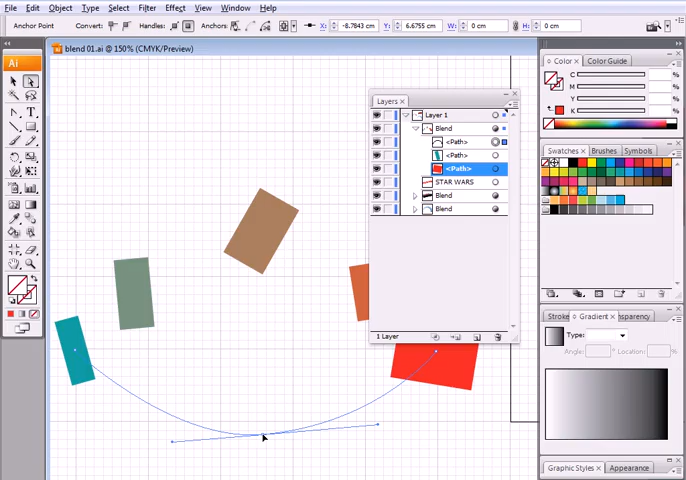 File Edit Object Type Select Filter Effect View Window Help
Anchor Point Convert: Handles: Anchors: X: -8.7843 cm Y: 6.6755 cm W: 0 cm H: 0 cm
blend 01.ai @ 150% (CMYK/Preview)
Ai
Color Color Guide
C %
M %
Y %
K %
Layers
Layer 1
Blend
<Path>
<Path>
<Path>
STAR WARS
Blend
Blend
1 Layer
Swatches Brushes Symbols
Stroke Gradient nsparency
Type:
Angle: ° Location: %
Graphic Styles Appearance